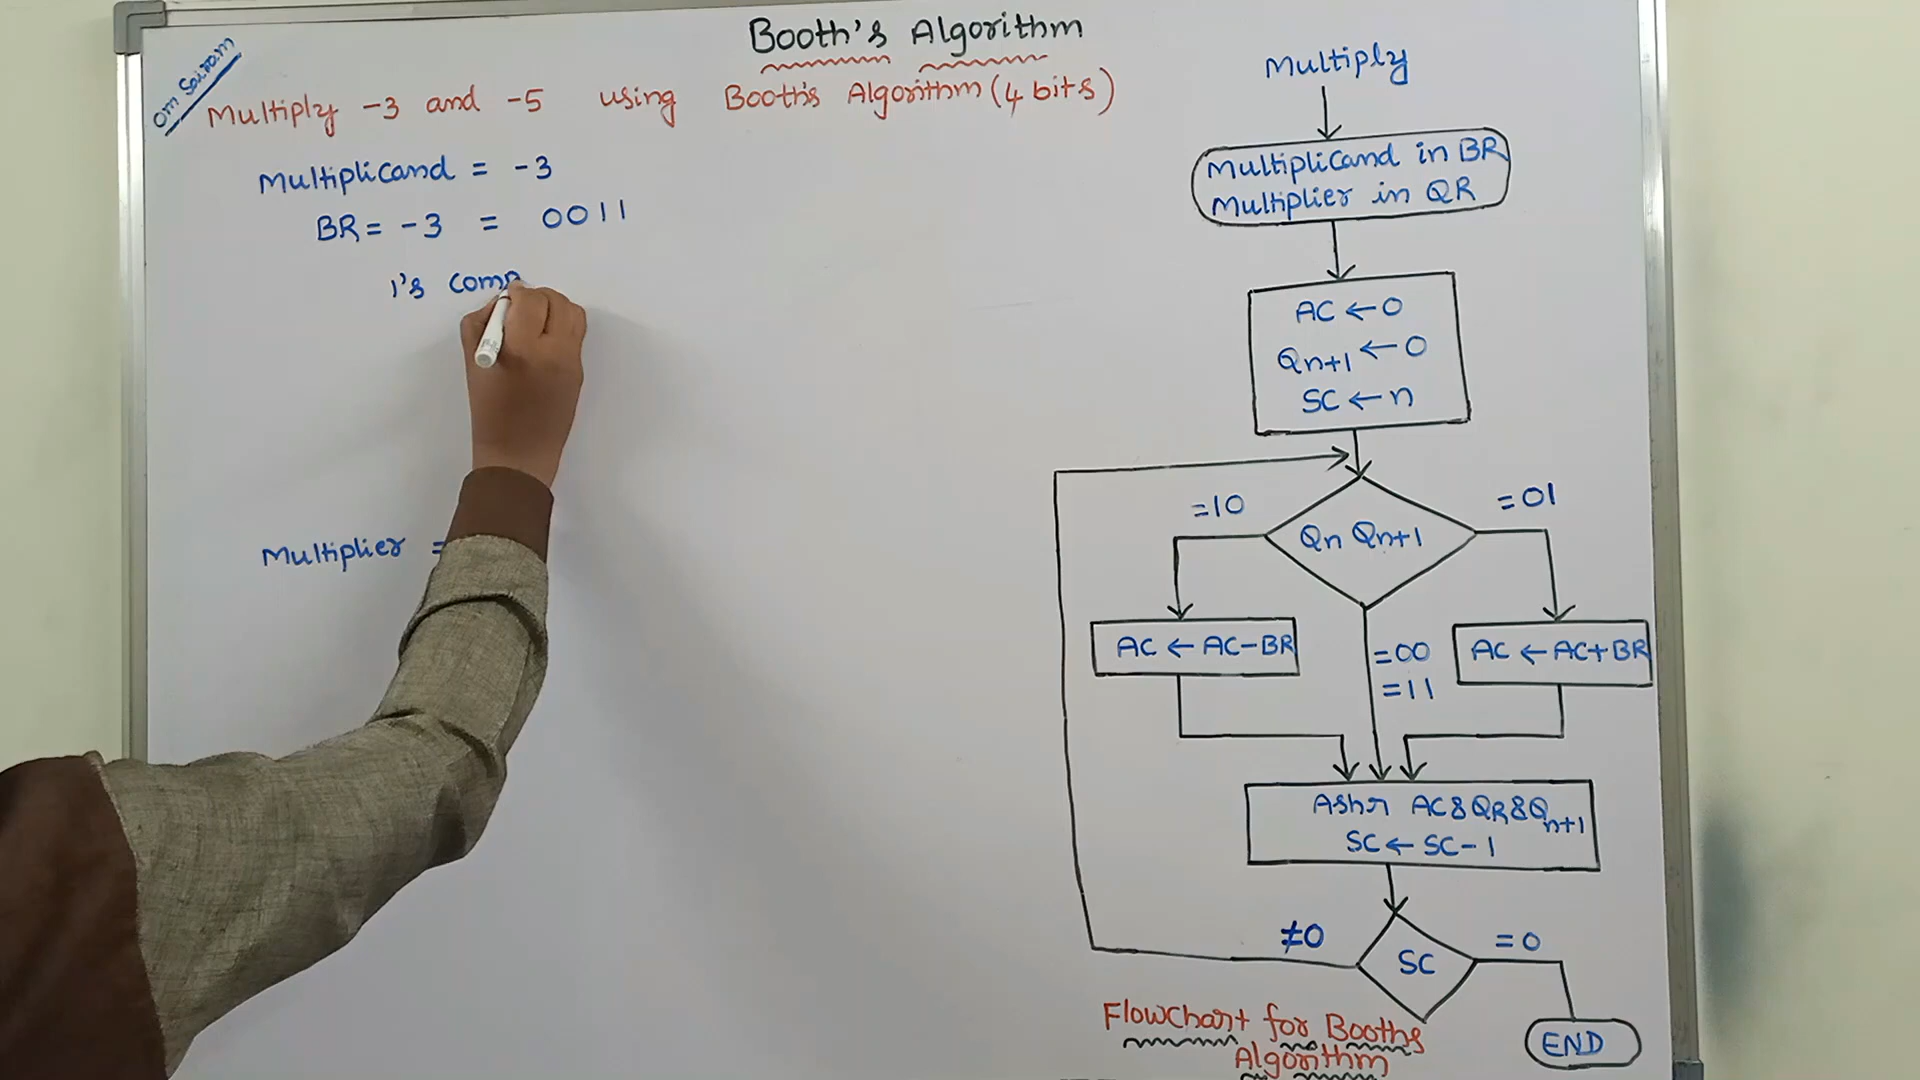 Booth's Algorithm
Om Sairam
Multiply -3 and -5 using Booth's Algorithm (4 bits)
Multiplicand = -3
BR = -3 = 0011
1's comp
Multiplier =
Multiply
Multiplicand in BR
Multiplier in QR
AC ← 0
Qn+1 ← 0
SC ← n
=10
Qn Qn+1
=01
AC ← AC-BR
=00
=11
AC ← AC+BR
Ashr AC&QR&Qn+1
SC ← SC-1
≠0
SC
=0
END
Flowchart for Booths
Algorithm